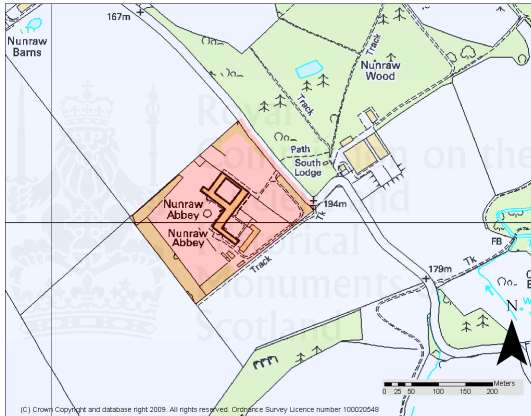 167m
Nunraw
Barns
Track
Nunraw
Wood
Track
Path
South
Lodge
194m
Tk
Nunraw
Abbey
Nunraw
Abbey
Track
FB
Tk
179m
N
Meters
0 25 50 100 150 200
Royal
Commission on the
Ancient and
Historical
Monuments
Scotland
(C) Crown Copyright and database right 2009. All rights reserved. Ordnance Survey Licence number 100020548